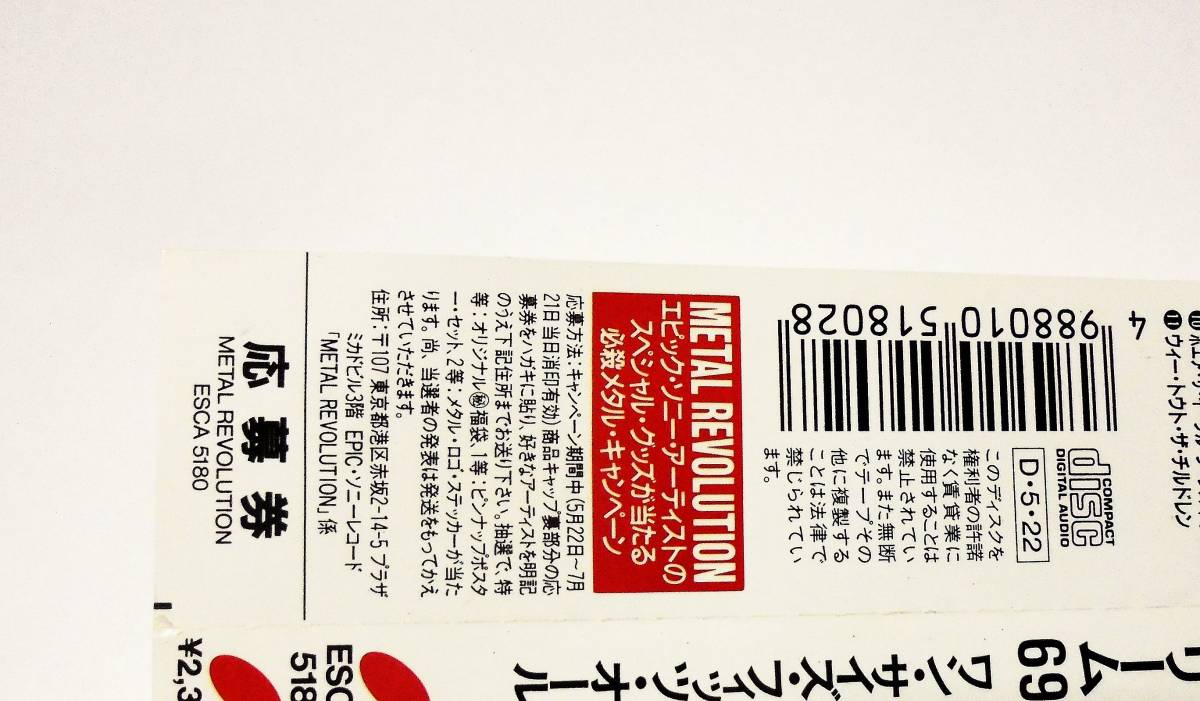 ⓫ウィー・トウト・ザ・チルドレン
4 988010 518028
COMPACT
disc
DIGITAL AUDIO
D・5・22
このディスクを
権利者の許諾
なく賃貸業に
使用することは
禁止されてい
ます。また無断
でテープその
他に複製する
ことは法律で
禁じられてい
ます。
METAL REVOLUTION
エピック・ソニー・アーティストの
スペシャル・グッズが当たる
必殺メタル・キャンペーン
応募方法:キャンペーン期間中(5月22日〜7月
21日 当日消印有効)商品キャップ裏部分の応
募券をハガキに貼り、好きなアーティストを明記
のうえ下記住所までお送り下さい。抽選で、特
等:オリジナル㊙福袋、1等:ピンナップポスタ
ー・セット、2等:メタル・ロゴ・ステッカーが当た
ります。尚、当選者の発表は発送をもってかえ
させていただきます。
住所:〒107 東京都港区赤坂2-14-5 プラザ
ミカドビル3階 EPIC・ソニーレコード
「METAL REVOLUTION」係
応募券
METAL REVOLUTION
ESCA 5180
リーム
69
ワン・サイズ・フィッツ・オール
ESC
518
¥2,3